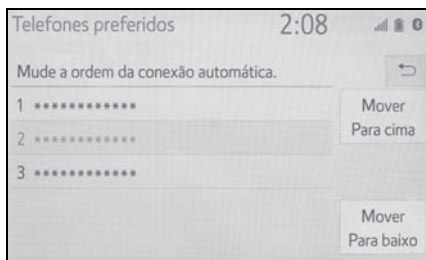 Telefones preferidos 2:08
Mude a ordem da conexão automática.
1 ************
2 ************
3 ************
Mover
Para cima
Mover
Para baixo